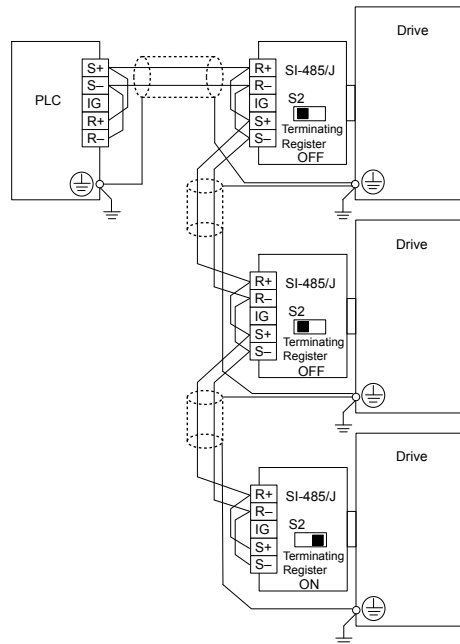 PLC
S+
S–
IG
R+
R–
R+
R–
IG
S+
S–
SI-485/J
S2
Terminating
Register
OFF
Drive
R+
R–
IG
S+
S–
SI-485/J
S2
Terminating
Register
OFF
Drive
R+
R–
IG
S+
S–
SI-485/J
S2
Terminating
Register
ON
Drive